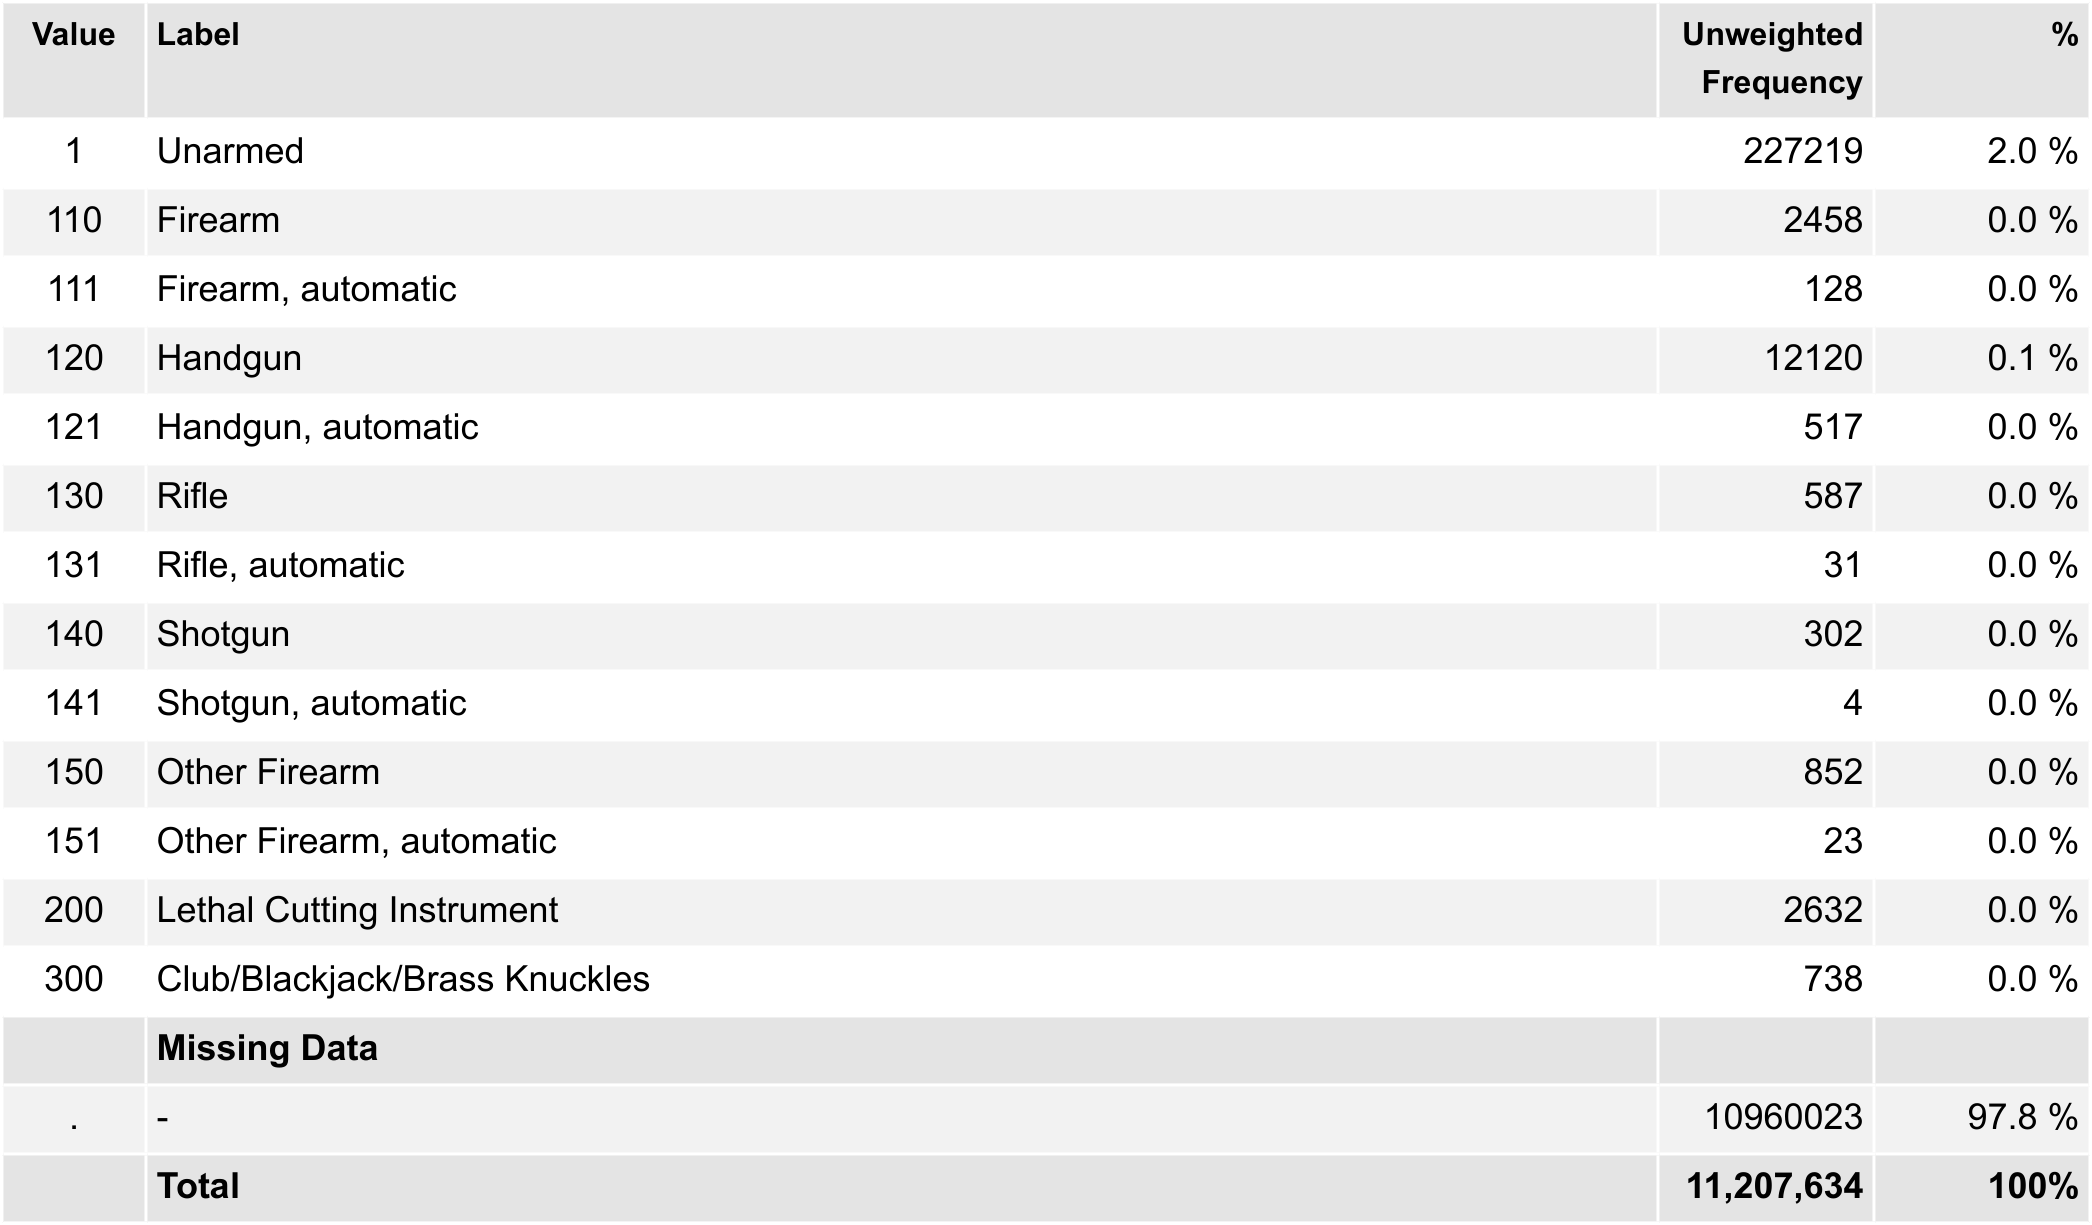 Value Label Unweighted Frequency %
1 Unarmed 227219 2.0 %
110 Firearm 2458 0.0 %
111 Firearm, automatic 128 0.0 %
120 Handgun 12120 0.1 %
121 Handgun, automatic 517 0.0 %
130 Rifle 587 0.0 %
131 Rifle, automatic 31 0.0 %
140 Shotgun 302 0.0 %
141 Shotgun, automatic 4 0.0 %
150 Other Firearm 852 0.0 %
151 Other Firearm, automatic 23 0.0 %
200 Lethal Cutting Instrument 2632 0.0 %
300 Club/Blackjack/Brass Knuckles 738 0.0 %
Missing Data
. - 10960023 97.8 %
Total 11,207,634 100%